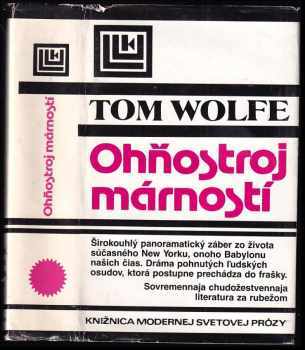 Ohňostroj márností
TOM WOLFE
Ohňostroj
márností
Širokouhlý panoramatický záber zo života
súčasného New Yorku, onoho Babylonu
našich čias. Dráma pohnutých ľudských
osudov, ktorá postupne prechádza do frašky.
Sovremennaja chudožestvennaja
literatura za rubežom
KNIŽNICA MODERNEJ SVETOVEJ PRÓZY